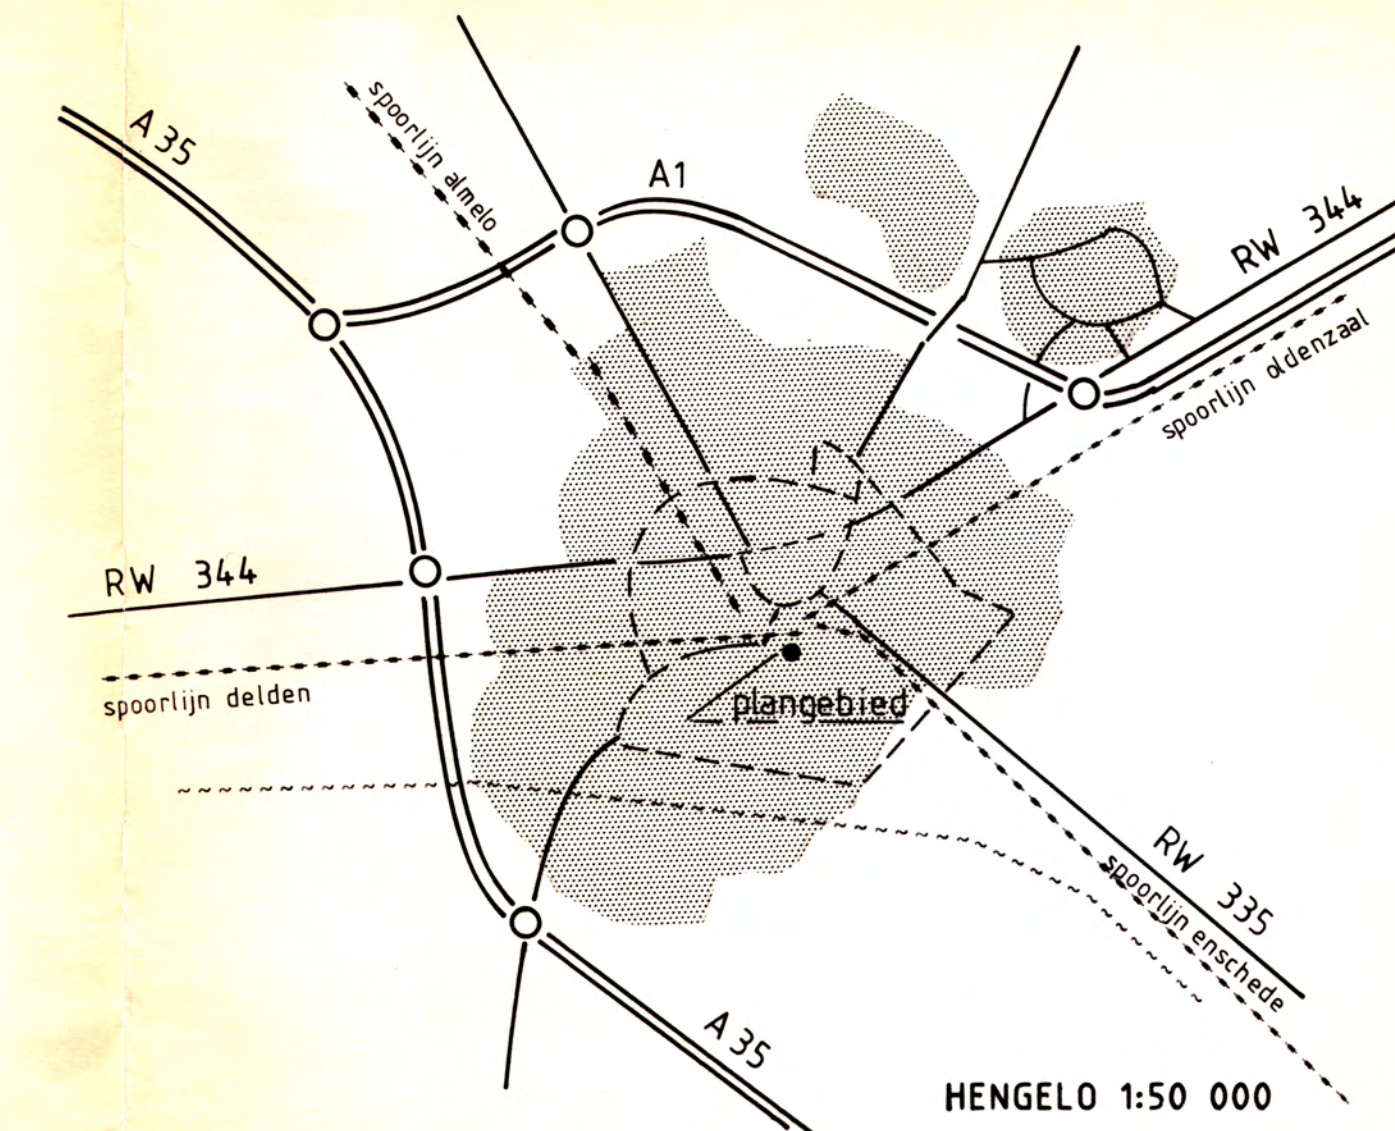 A 35
spoorlijn almelo
A1
RW 344
spoorlijn oldenzaal
RW 344
spoorlijn delden
plangebied
RW 335
spoorlijn enschede
A 35
HENGELO 1:50 000